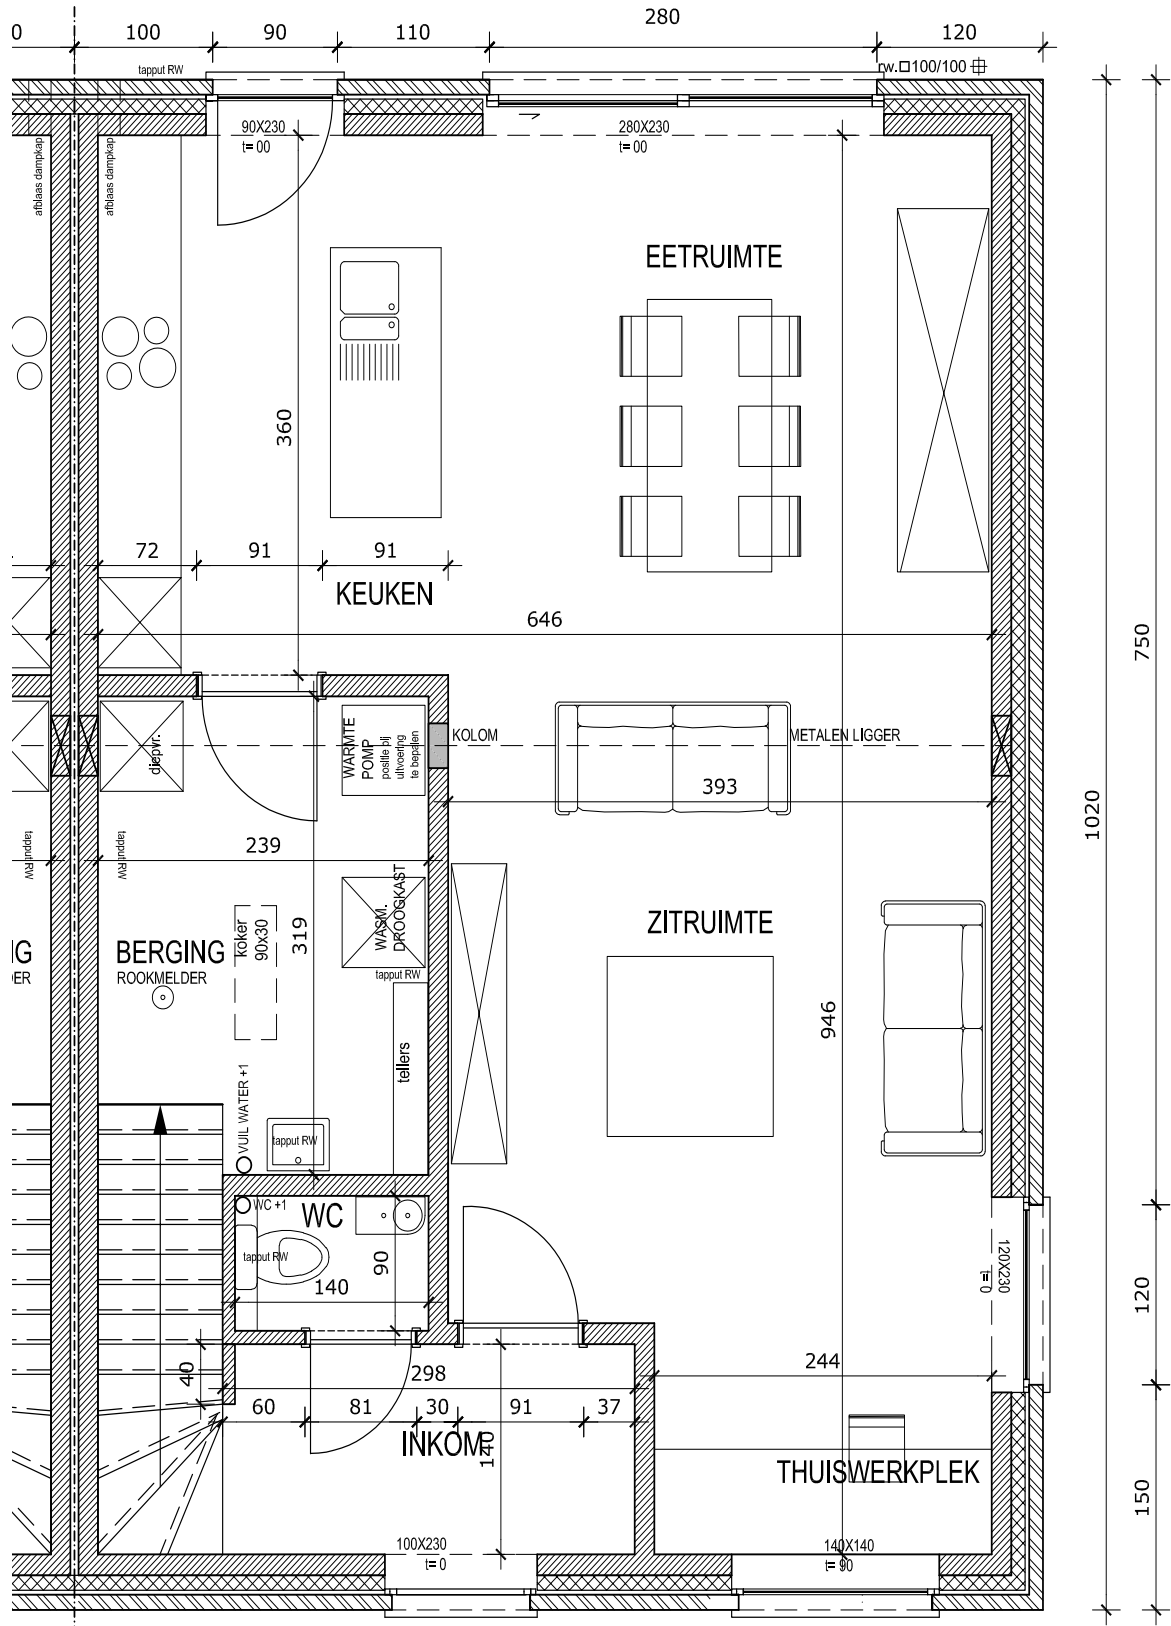 0
100
90
110
280
120
tapput RW
rw.□100/100
90X230
t= 00
280X230
t= 00
afblaas dampkap
afblaas dampkap
EETRUIMTE
360
72
91
91
KEUKEN
646
750
diepvr.
WARMTE
POMP
positie bij
uitvoering
te bepalen
KOLOM
METALEN LIGGER
393
1020
tapput RW
tapput RW
239
WASM.
DROOGKAST
tapput RW
koker
90x30
319
ZITRUIMTE
G
ER
BERGING
ROOKMELDER
946
tellers
VUIL WATER +1
tapput RW
WC +1
WC
tapput RW
90
140
120X230
t= 0
120
40
298
244
60
81
30
91
37
INKOM
140
THUISWERKPLEK
150
100X230
t= 0
140X140
t= 90